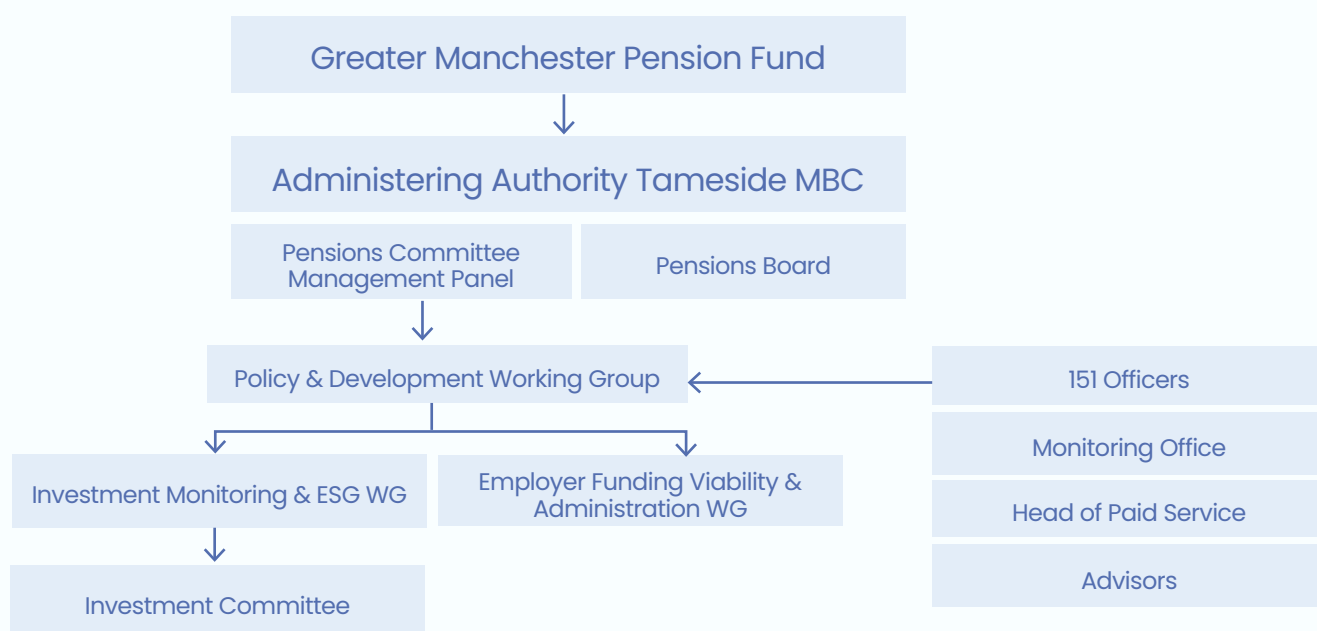 Greater Manchester Pension Fund
Administering Authority Tameside MBC
Pensions Committee
Management Panel
Pensions Board
Policy & Development Working Group
151 Officers
Monitoring Office
Head of Paid Service
Advisors
Investment Monitoring & ESG WG
Employer Funding Viability &
Administration WG
Investment Committee